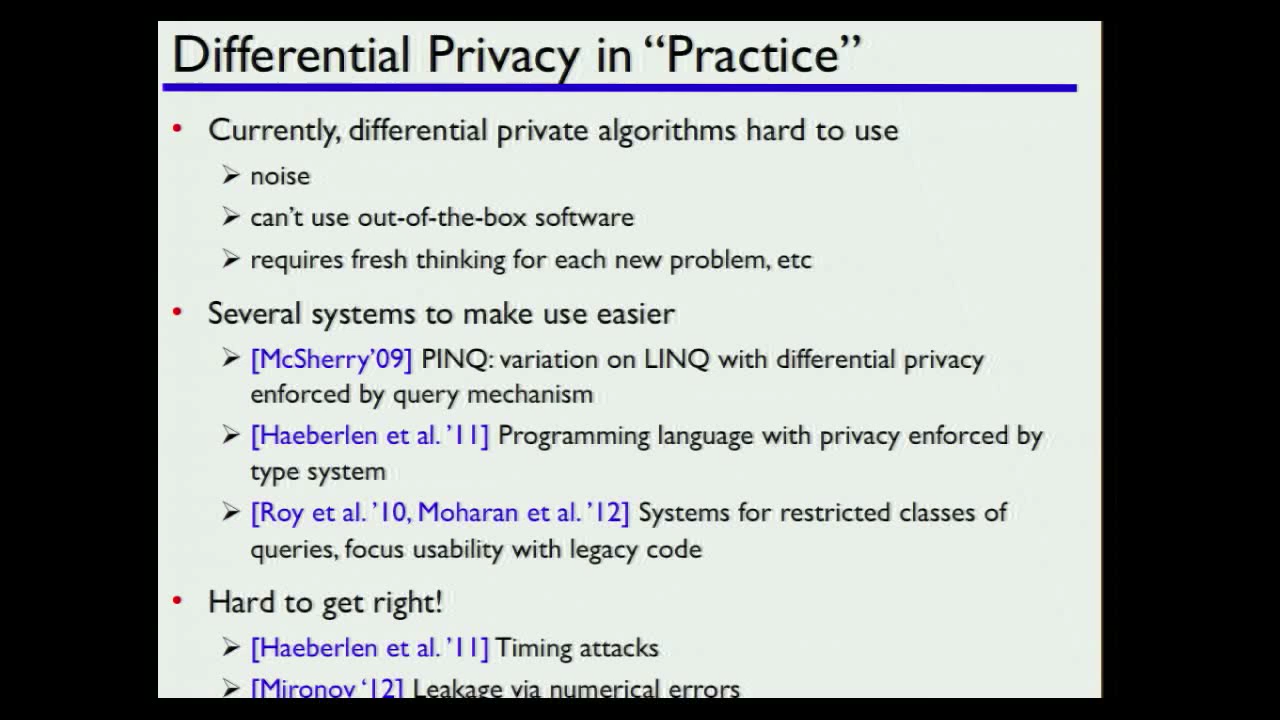 Differential Privacy in “Practice”
• Currently, differential private algorithms hard to use
➢ noise
➢ can’t use out-of-the-box software
➢ requires fresh thinking for each new problem, etc
• Several systems to make use easier
➢ [McSherry’09] PINQ: variation on LINQ with differential privacy
enforced by query mechanism
➢ [Haeberlen et al. ’11] Programming language with privacy enforced by
type system
➢ [Roy et al. ’10, Moharan et al. ’12] Systems for restricted classes of
queries, focus usability with legacy code
• Hard to get right!
➢ [Haeberlen et al. ’11] Timing attacks
➢ [Mironov ‘12] Leakage via numerical errors